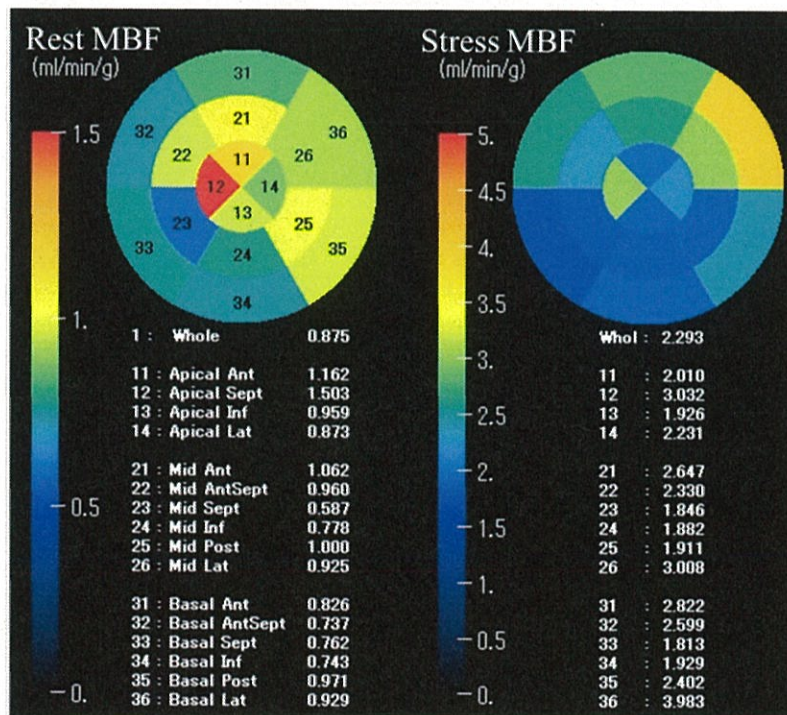 Rest MBF
(ml/min/g)
1.5
1.
0.5
0.
31
32
36
21
22
26
11
12
14
13
23
25
33
24
35
34
1 : Whole 0.875
11 : Apical Ant 1.162
12 : Apical Sept 1.503
13 : Apical Inf 0.959
14 : Apical Lat 0.873
21 : Mid Ant 1.062
22 : Mid AntSept 0.960
23 : Mid Sept 0.587
24 : Mid Inf 0.778
25 : Mid Post 1.000
26 : Mid Lat 0.925
31 : Basal Ant 0.826
32 : Basal AntSept 0.737
33 : Basal Sept 0.762
34 : Basal Inf 0.743
35 : Basal Post 0.971
36 : Basal Lat 0.929
Stress MBF
(ml/min/g)
5.
4.5
4.
3.5
3.
2.5
2.
1.5
1.
0.5
0.
Whol : 2.293
11 : 2.010
12 : 3.032
13 : 1.926
14 : 2.231
21 : 2.647
22 : 2.330
23 : 1.846
24 : 1.882
25 : 1.911
26 : 3.008
31 : 2.822
32 : 2.599
33 : 1.813
34 : 1.929
35 : 2.402
36 : 3.983